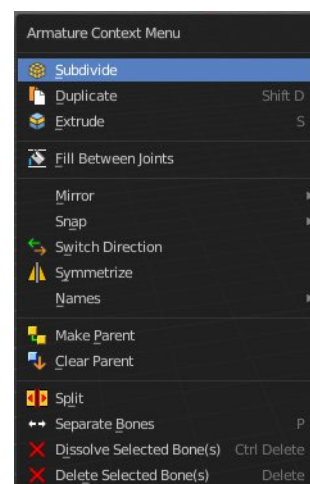 Armature Context Menu
Subdivide
Duplicate Shift D
Extrude S
Fill Between Joints
Mirror
Snap
Switch Direction
Symmetrize
Names
Make Parent
Clear Parent
Split
Separate Bones P
Dissolve Selected Bone(s) Ctrl Delete
Delete Selected Bone(s) Delete